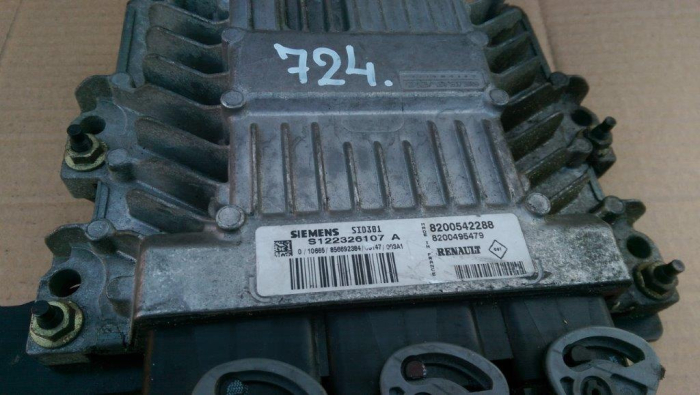 724.
SIEMENS SID301
S122326107 A
8200542288
8200495479
RENAULT